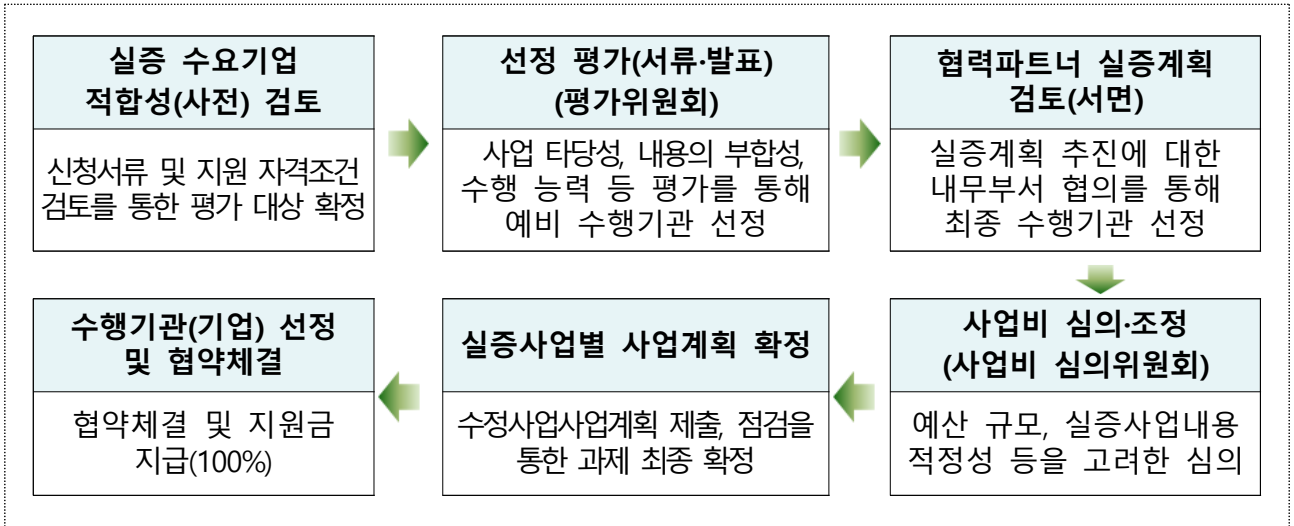 실증 수요기업
적합성(사전) 검토
신청서류 및 지원 자격조건
검토를 통한 평가 대상 확정
선정 평가(서류·발표)
(평가위원회)
사업 타당성, 내용의 부합성,
수행 능력 등 평가를 통해
예비 수행기관 선정
협력파트너 실증계획
검토(서면)
실증계획 추진에 대한
내무부서 협의를 통해
최종 수행기관 선정
사업비 심의·조정
(사업비 심의위원회)
예산 규모, 실증사업내용
적정성 등을 고려한 심의
실증사업별 사업계획 확정
수정사업사업계획 제출, 점검을
통한 과제 최종 확정
수행기관(기업) 선정
및 협약체결
협약체결 및 지원금
지급(100%)